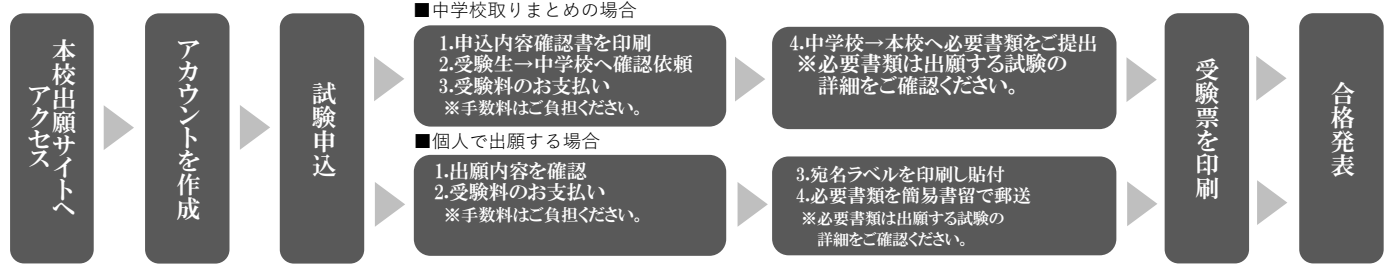 本校出願サイトへ
アクセス
アカウントを作成
試験申込
■中学校取りまとめの場合
1.申込内容確認書を印刷
2.受験生→中学校へ確認依頼
3.受験料のお支払い
※手数料はご負担ください。
4.中学校→本校へ必要書類をご提出
※必要書類は出願する試験の
詳細をご確認ください。
■個人で出願する場合
1.出願内容を確認
2.受験料のお支払い
※手数料はご負担ください。
3.宛名ラベルを印刷し貼付
4.必要書類を簡易書留で郵送
※必要書類は出願する試験の
詳細をご確認ください。
受験票を印刷
合格発表